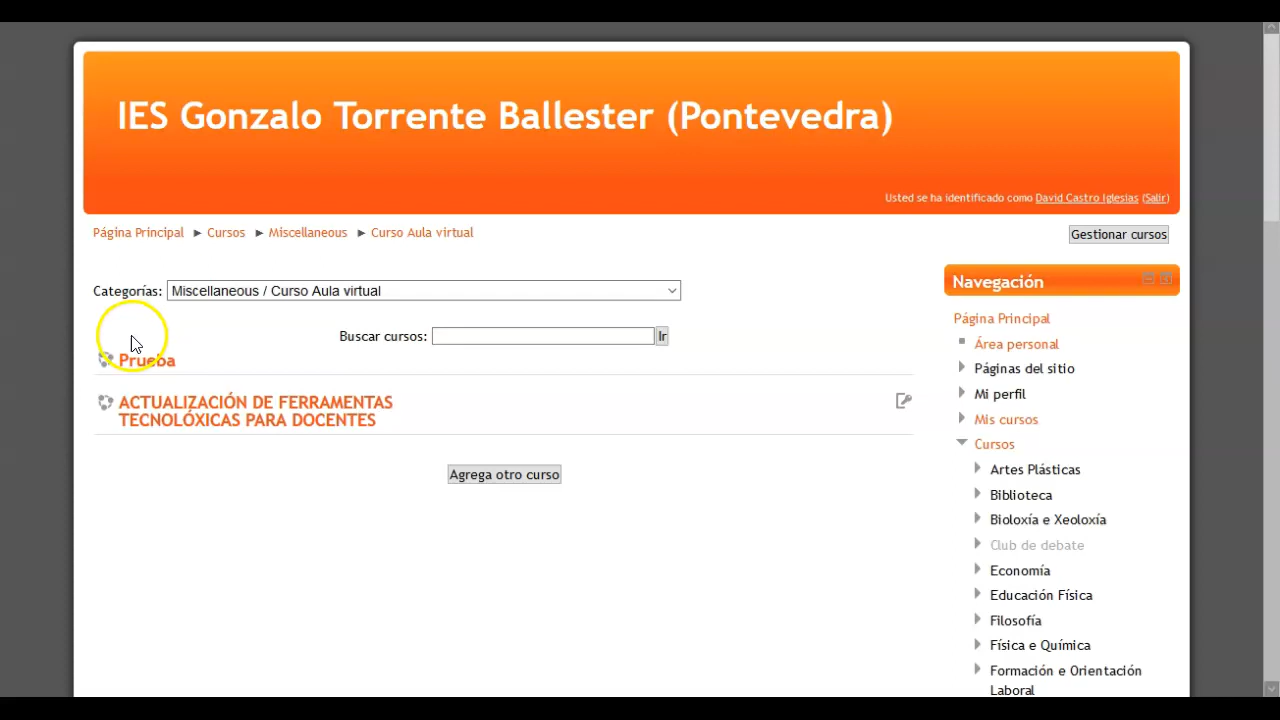 IES Gonzalo Torrente Ballester (Pontevedra)
Usted se ha identificado como David Castro Iglesias (Salir)
Página Principal ► Cursos ► Miscellaneous ► Curso Aula virtual
Gestionar cursos
Categorías: Miscellaneous / Curso Aula virtual
Buscar cursos: Ir
Prueba
ACTUALIZACIÓN DE FERRAMENTAS
TECNOLÓXICAS PARA DOCENTES
Agrega otro curso
Navegación
Página Principal
Área personal
Páginas del sitio
Mi perfil
Mis cursos
Cursos
Artes Plásticas
Biblioteca
Bioloxía e Xeoloxía
Club de debate
Economía
Educación Física
Filosofía
Física e Química
Formación e Orientación
Laboral